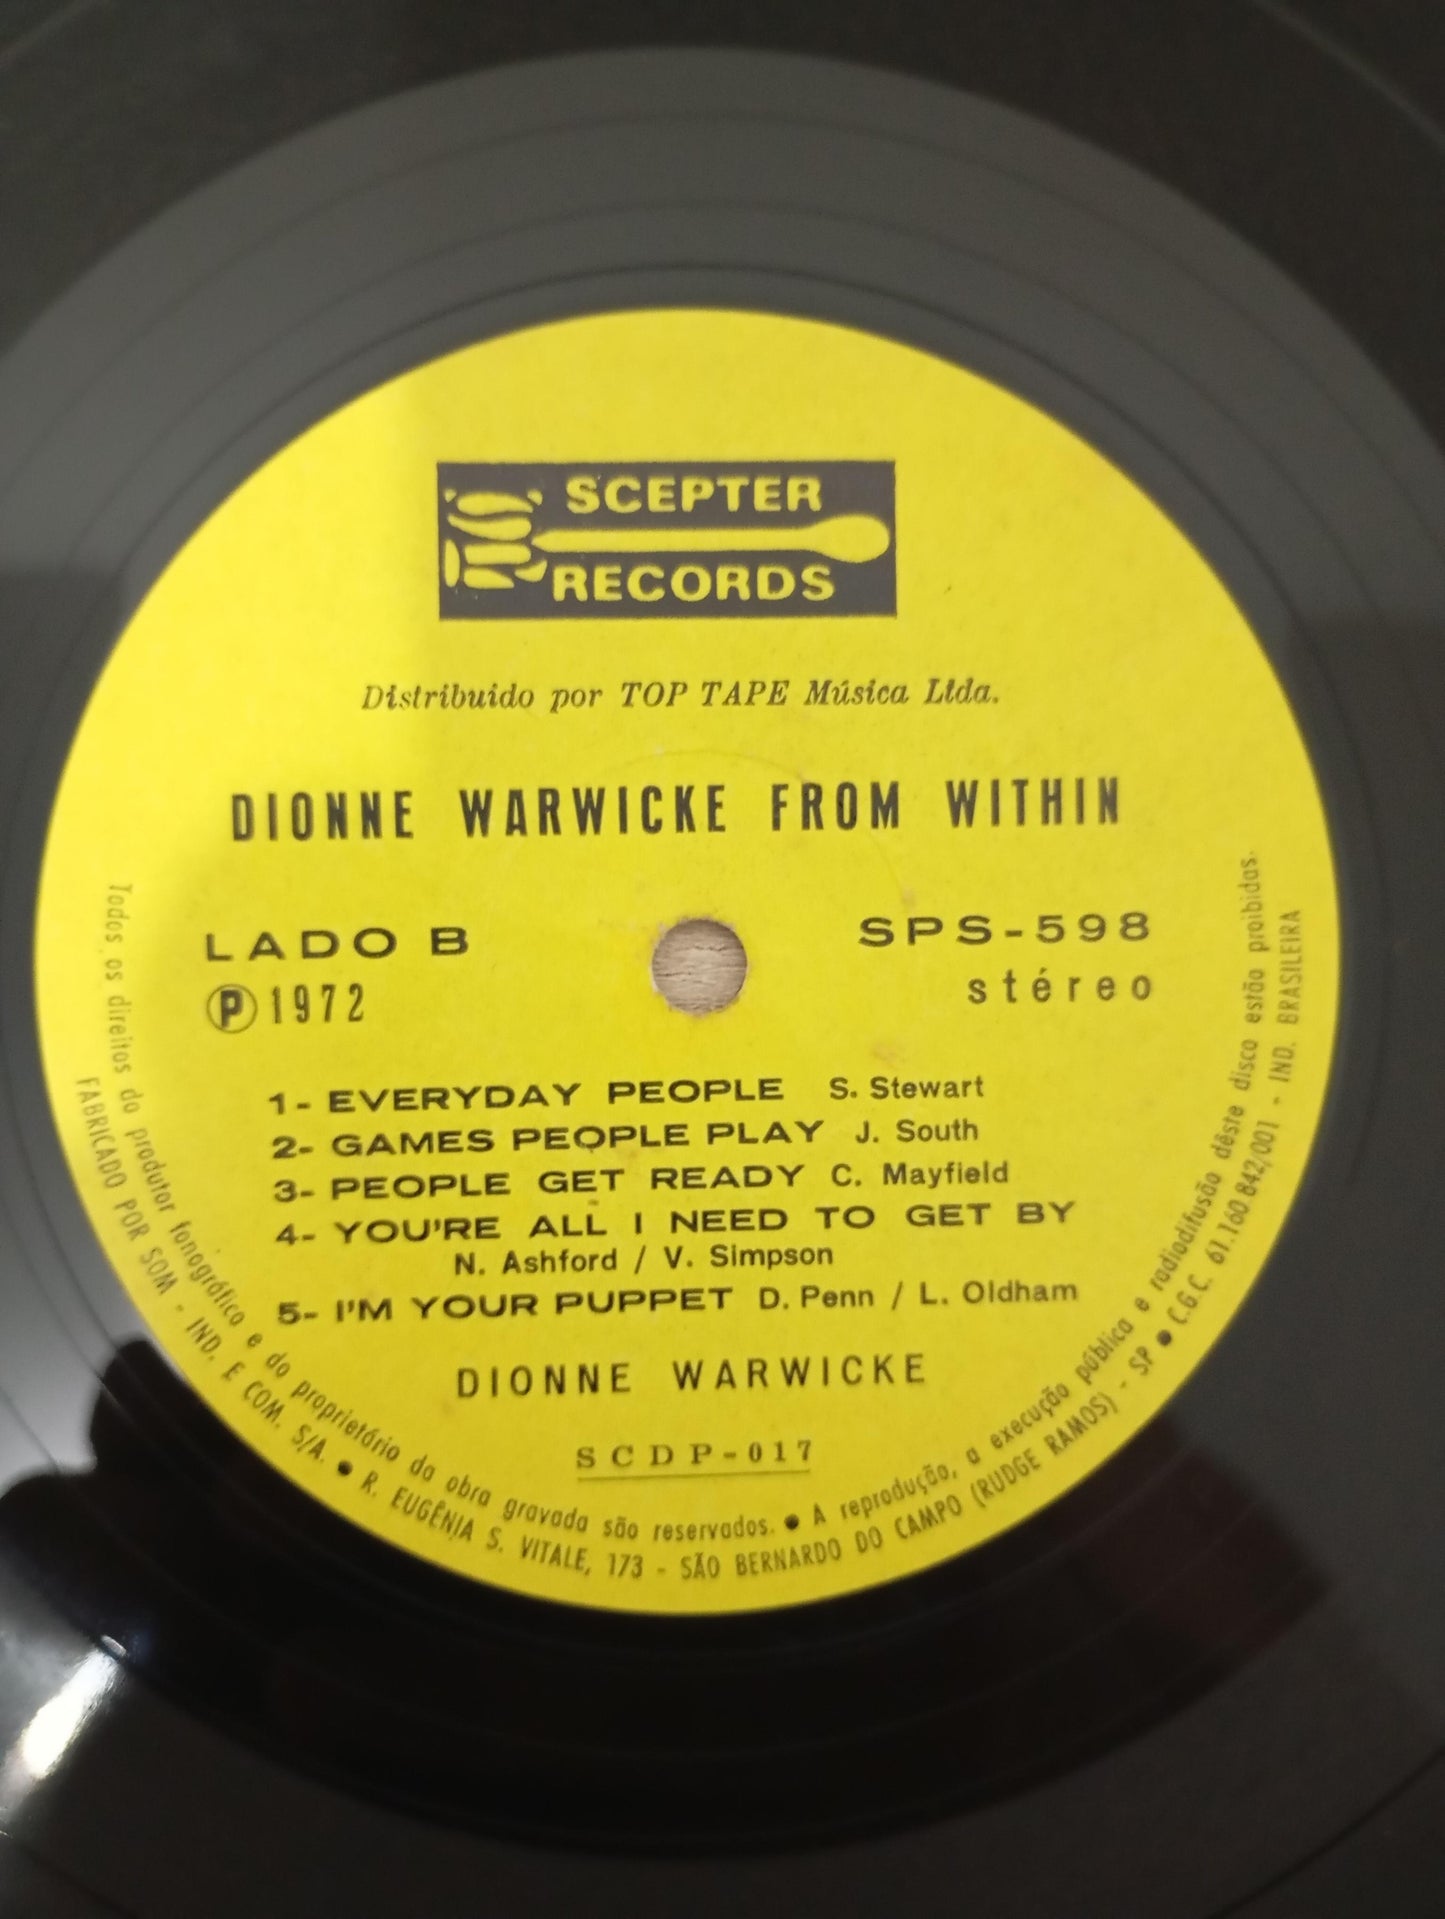 SCEPTER
RECORDS
Distribuido por TOP TAPE Música Ltda.
DIONNE WARWICKE FROM WITHIN
LADO B
SPS-598
Ⓟ1972
stéreo
1- EVERYDAY PEOPLE S. Stewart
2- GAMES PEOPLE PLAY J. South
3- PEOPLE GET READY C. Mayfield
4- YOU'RE ALL I NEED TO GET BY
N. Ashford / V. Simpson
5- I'M YOUR PUPPET D. Penn / L. Oldham
DIONNE WARWICKE
SCDP-017
Todos os direitos do produtor fonográfico e do proprietário da obra gravada são reservados. ● A reprodução, a execução pública e radiodifusão dêste disco estão proibidas.
FABRICADO POR SOM - IND. E COM. S/A. ● R. EUGÊNIA S. VITALE, 173 - SÃO BERNARDO DO CAMPO (RUDGE RAMOS) - SP ● C.G.C. 61.160.842/001 - IND. BRASILEIRA